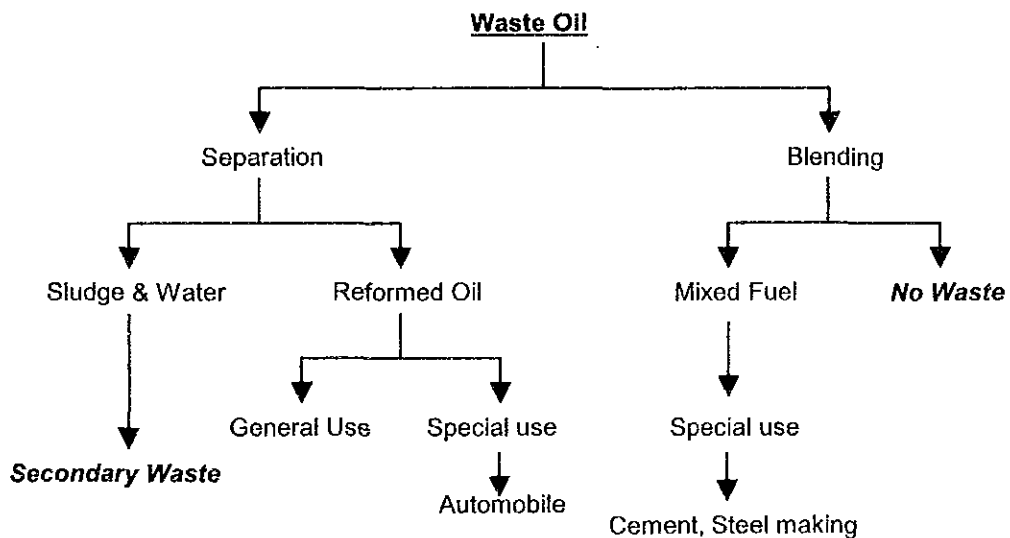 Waste Oil
Separation
Blending
Sludge & Water
Reformed Oil
Mixed Fuel
No Waste
General Use
Special use
Special use
Secondary Waste
Automobile
Cement, Steel making